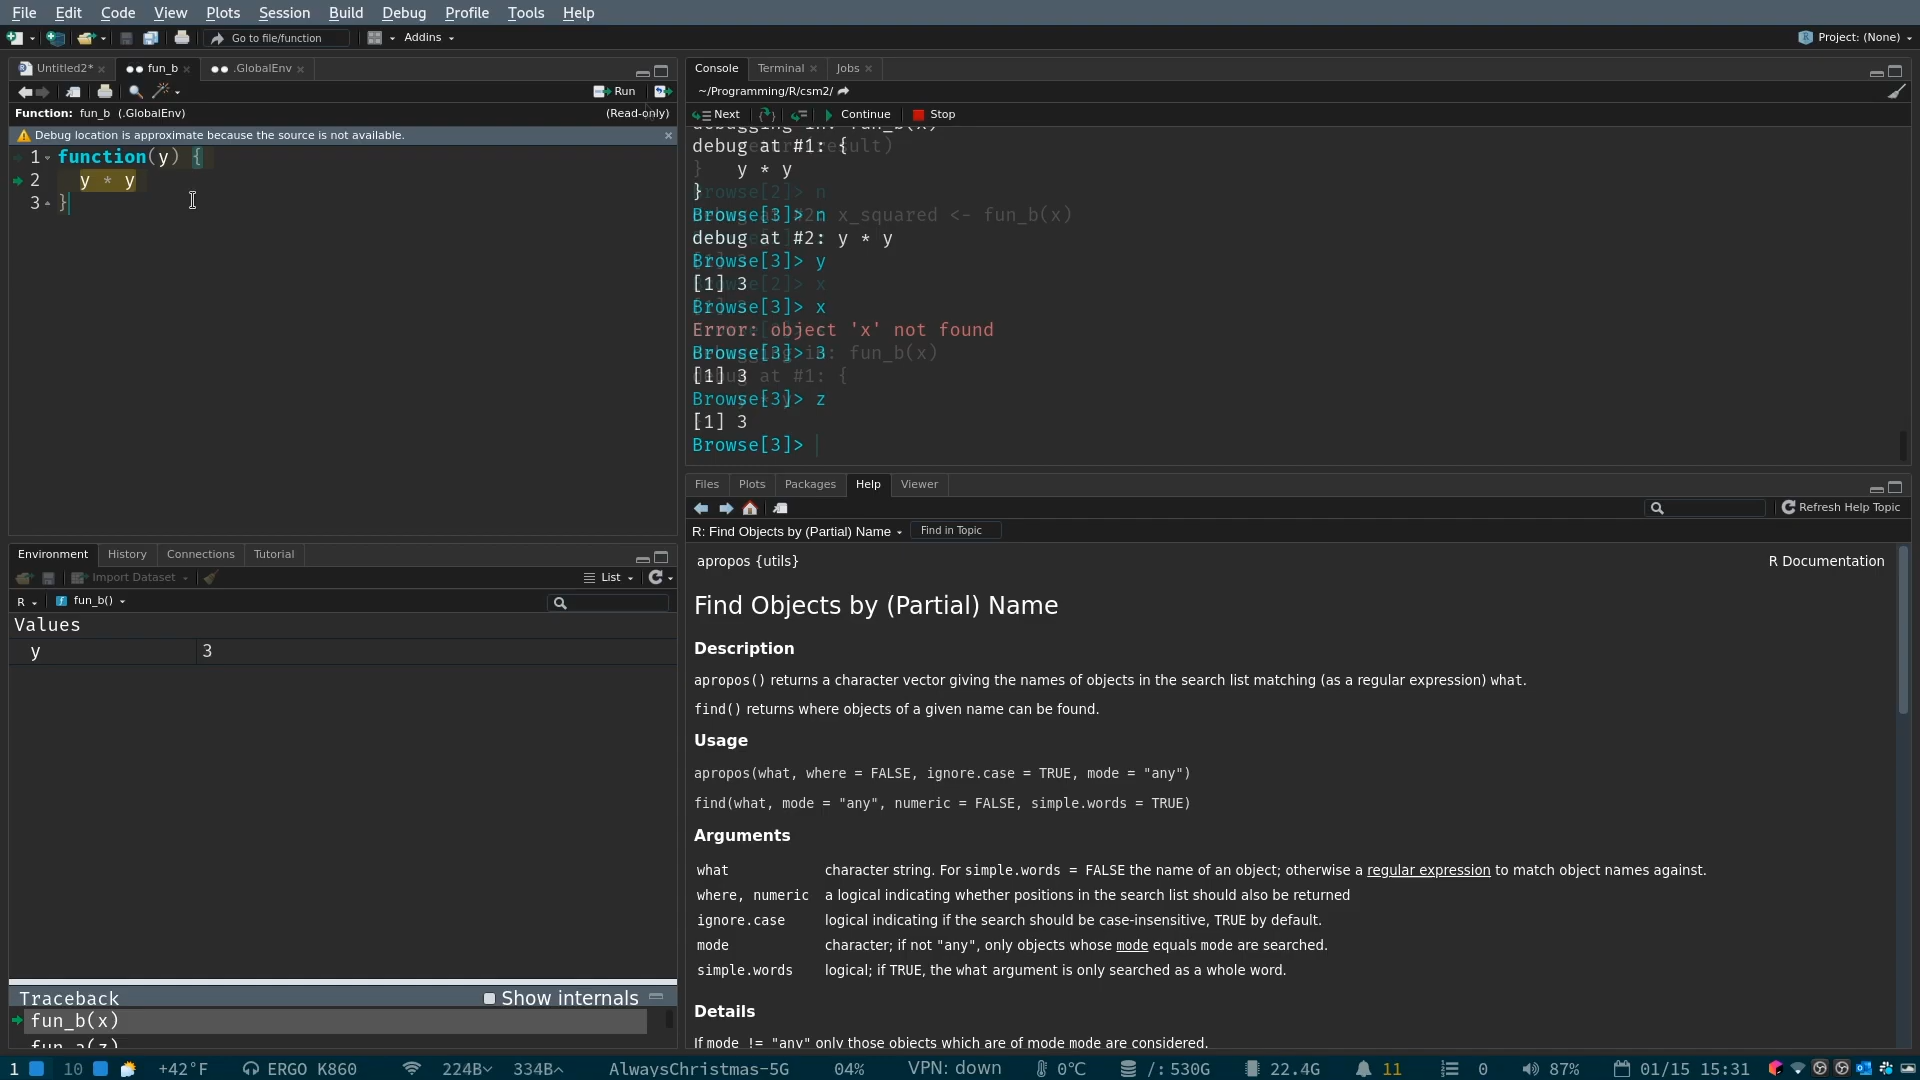 File Edit Code View Plots Session Build Debug Profile Tools Help
Go to file/function Addins Project: (None)
Untitled2* fun_b .GlobalEnv
Run
Function: fun_b (.GlobalEnv) (Read-only)
Debug location is approximate because the source is not available.
1 function(y) {
2 y * y
3 }
Console Terminal Jobs
~/Programming/R/csm2/
Next Continue Stop
debugging in: fun_b(x)
debug at #1: {
y * y
}
Browse[3]> n
debug at #2: y * y
Browse[3]> y
[1] 3
Browse[3]> x
Error: object 'x' not found
Browse[3]> 3
[1] 3
Browse[3]> z
[1] 3
Browse[3]>
Environment History Connections Tutorial
Import Dataset List
R fun_b()
Values
y 3
Traceback Show internals
fun_b(x)
fun_a(z)
Files Plots Packages Help Viewer
Refresh Help Topic
R: Find Objects by (Partial) Name Find in Topic
apropos {utils} R Documentation
Find Objects by (Partial) Name
Description
apropos() returns a character vector giving the names of objects in the search list matching (as a regular expression) what.
find() returns where objects of a given name can be found.
Usage
apropos(what, where = FALSE, ignore.case = TRUE, mode = "any")
find(what, mode = "any", numeric = FALSE, simple.words = TRUE)
Arguments
what character string. For simple.words = FALSE the name of an object; otherwise a regular expression to match object names against.
where, numeric a logical indicating whether positions in the search list should also be returned
ignore.case logical indicating if the search should be case-insensitive, TRUE by default.
mode character; if not "any", only objects whose mode equals mode are searched.
simple.words logical; if TRUE, the what argument is only searched as a whole word.
Details
If mode != "any" only those objects which are of mode mode are considered.
1 10 +42°F ERGO K860 224B 334B AlwaysChristmas-5G 04% VPN: down 0°C /: 530G 22.4G 11 0 87% 01/15 15:31